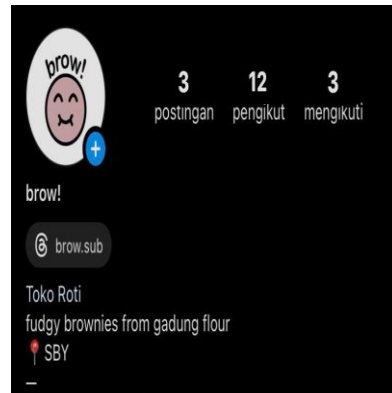 brow!
3 12 3
postingan pengikut mengikuti
brow!
brow.sub
Toko Roti
fudgy brownies from gadung flour
📍 SBY
_